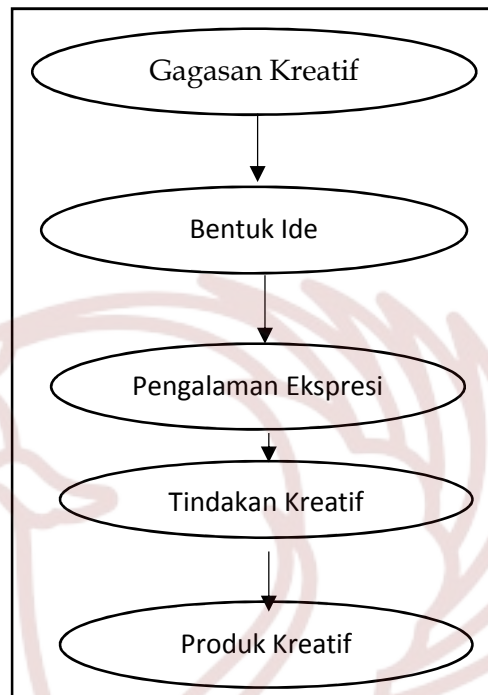 Gagasan Kreatif
Bentuk Ide
Pengalaman Ekspresi
Tindakan Kreatif
Produk Kreatif